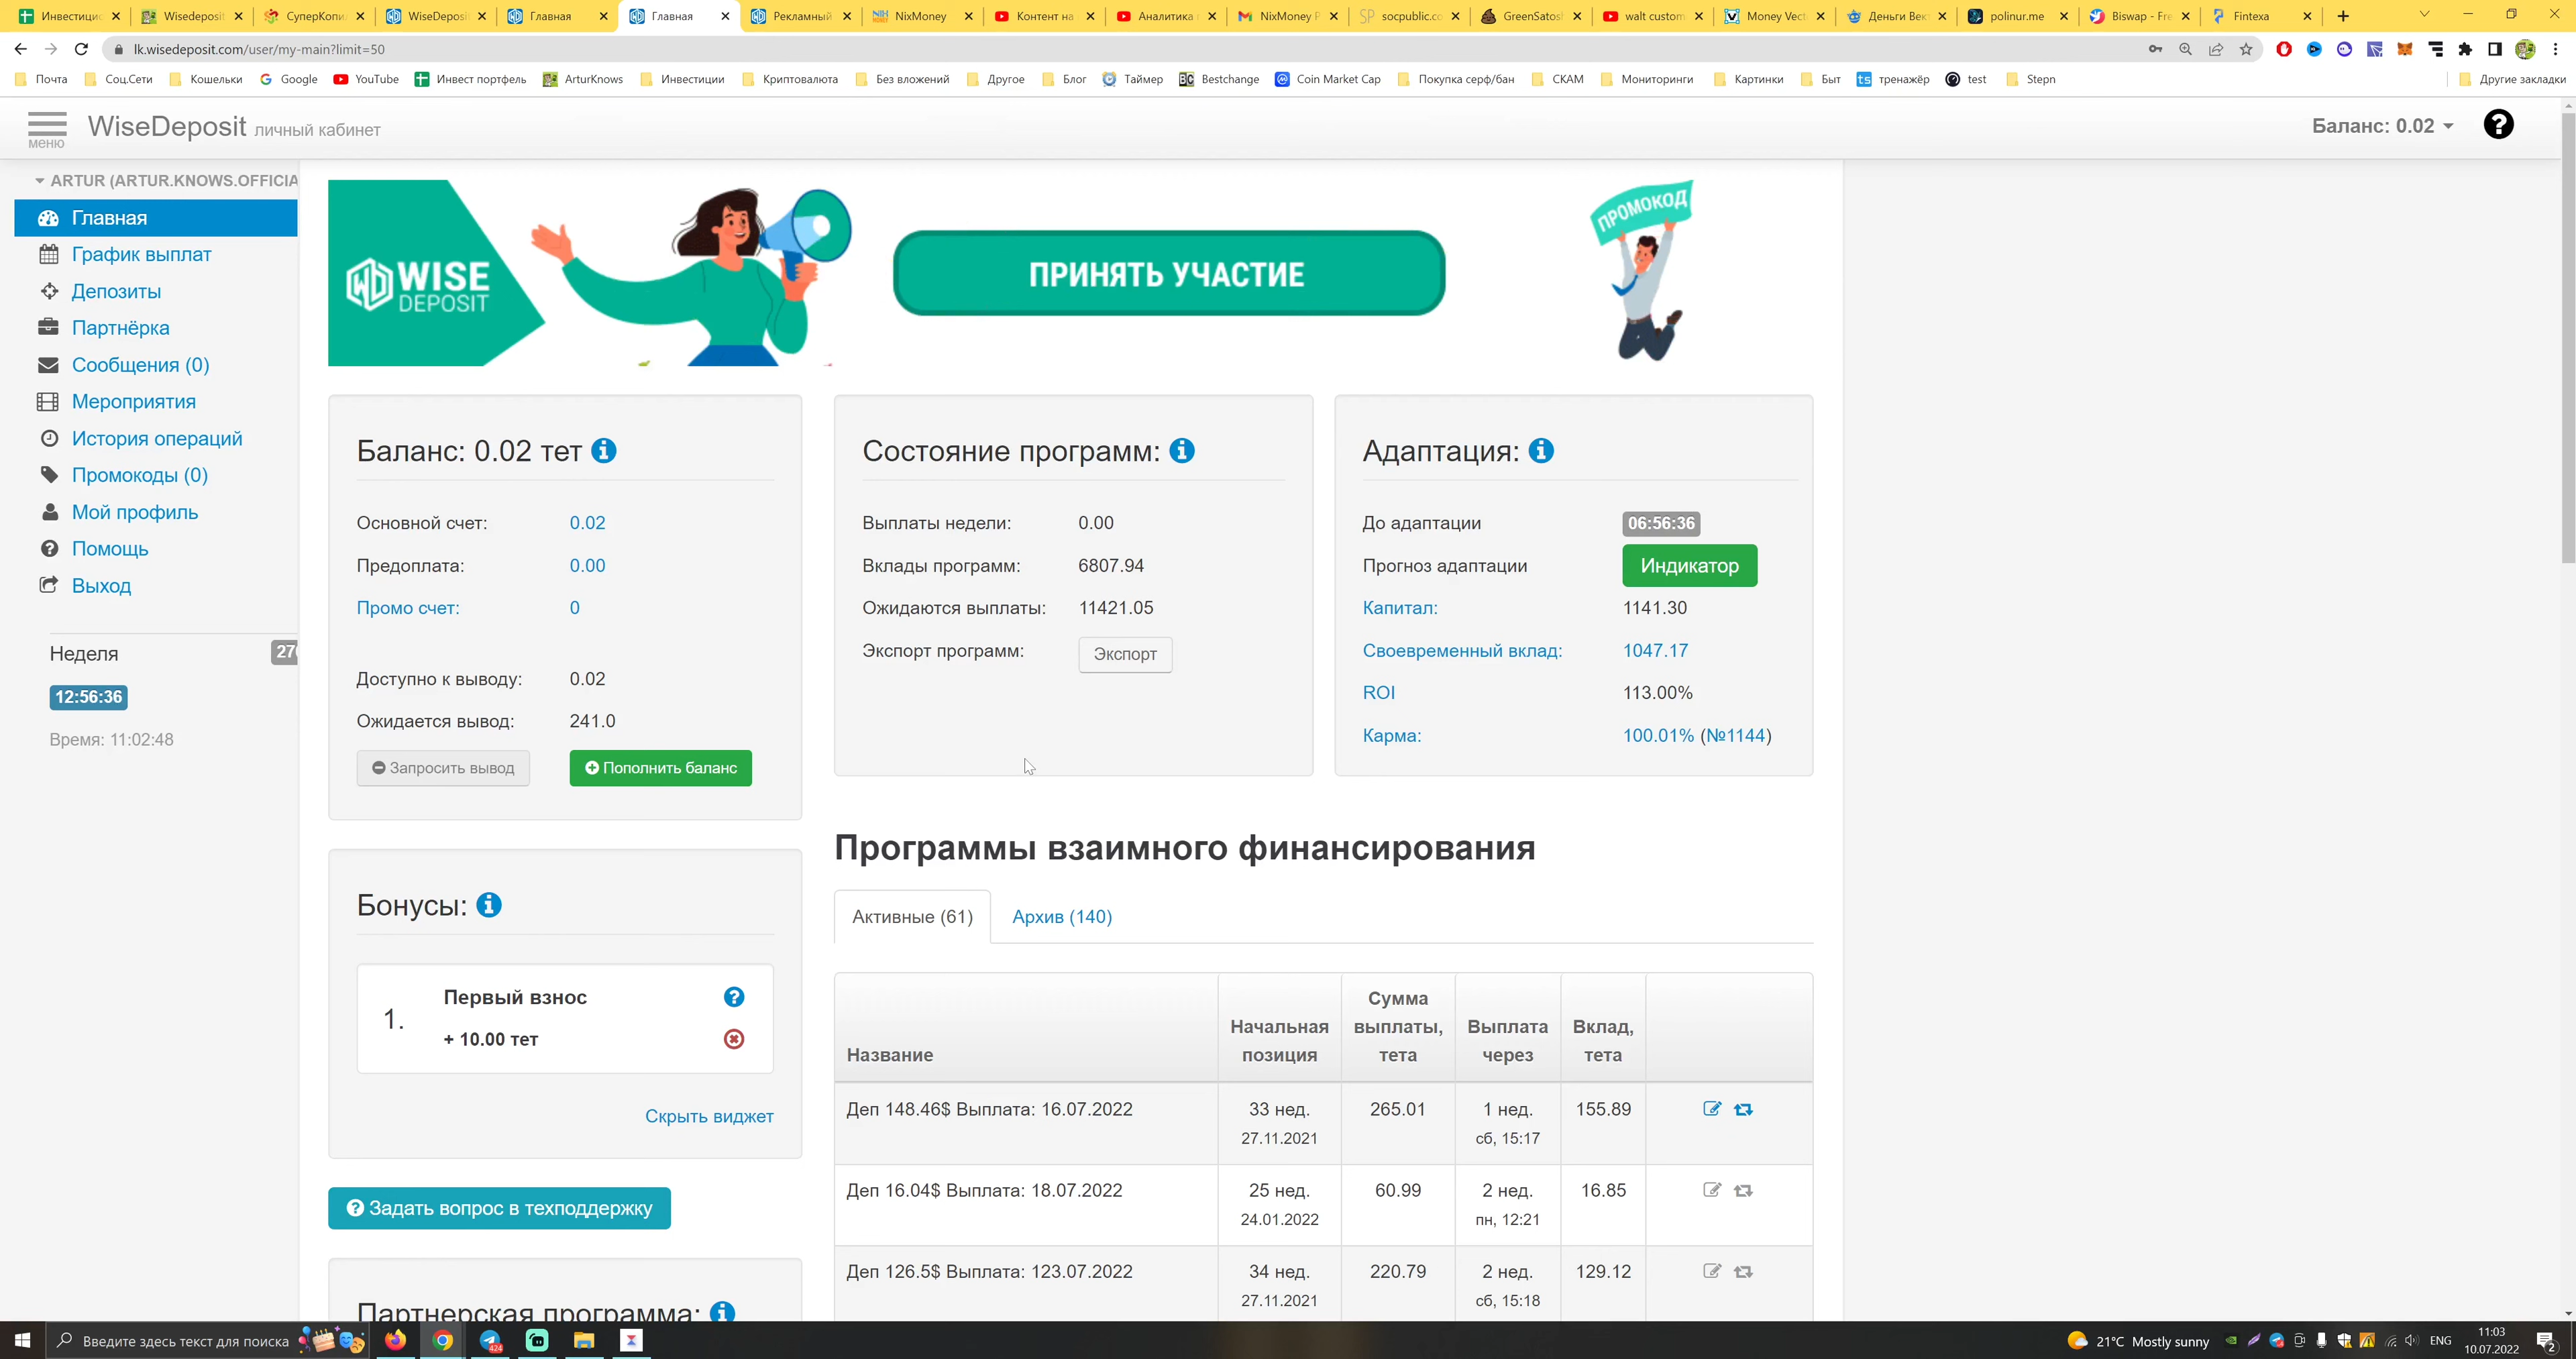 Инвестици
Wisedeposit
СуперКопи
WiseDeposi
Главная
Главная
Рекламный
NixMoney
Контент на
Аналитика
NixMoney P
socpublic.co
GreenSatosh
walt custom
Money Vect
Деньги Век
polinur.me
Biswap - Fre
Fintexa
lk.wisedeposit.com/user/my-main?limit=50
Почта
Соц.Сети
Кошельки
Google
YouTube
Инвест портфель
ArturKnows
Инвестиции
Криптовалюта
Без вложений
Другое
Блог
Таймер
Bestchange
Coin Market Cap
Покупка серф/бан
СКАМ
Мониторинги
Картинки
Быт
тренажёр
test
Stepn
Другие закладки
меню
WiseDeposit личный кабинет
Баланс: 0.02
ARTUR (ARTUR.KNOWS.OFFICIA
Главная
График выплат
Депозиты
Партнёрка
Сообщения (0)
Мероприятия
История операций
Промокоды (0)
Мой профиль
Помощь
Выход
Неделя
12:56:36
Время: 11:02:48
WISE
DEPOSIT
ПРИНЯТЬ УЧАСТИЕ
ПРОМОКОД
Баланс: 0.02 тет
Основной счет: 0.02
Предоплата: 0.00
Промо счет: 0
Доступно к выводу: 0.02
Ожидается вывод: 241.0
Запросить вывод
Пополнить баланс
Состояние программ:
Выплаты недели: 0.00
Вклады программ: 6807.94
Ожидаются выплаты: 11421.05
Экспорт программ: Экспорт
Адаптация:
До адаптации 06:56:36
Прогноз адаптации Индикатор
Капитал: 1141.30
Своевременный вклад: 1047.17
ROI 113.00%
Карма: 100.01% (№1144)
Бонусы:
1.
Первый взнос
+ 10.00 тет
Скрыть виджет
Задать вопрос в техподдержку
Партнерская программа:
Программы взаимного финансирования
Активные (61)
Архив (140)
Название
Начальная
позиция
Сумма
выплаты,
тета
Выплата
через
Вклад,
тета
Деп 148.46$ Выплата: 16.07.2022
33 нед.
27.11.2021
265.01
1 нед.
сб, 15:17
155.89
Деп 16.04$ Выплата: 18.07.2022
25 нед.
24.01.2022
60.99
2 нед.
пн, 12:21
16.85
Деп 126.5$ Выплата: 123.07.2022
34 нед.
27.11.2021
220.79
2 нед.
сб, 15:18
129.12
Введите здесь текст для поиска
424
21°C Mostly sunny
ENG
11:03
10.07.2022
2